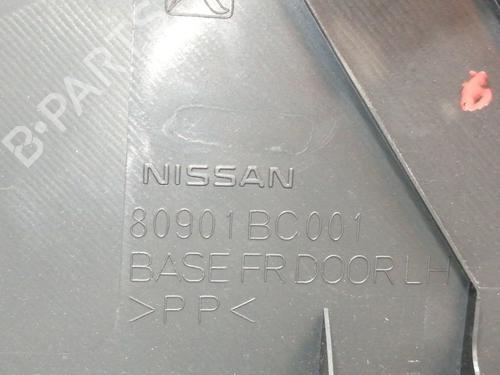 B-PARTS
NISSAN
80901BC001
BASE FR DOOR LH
>PP<